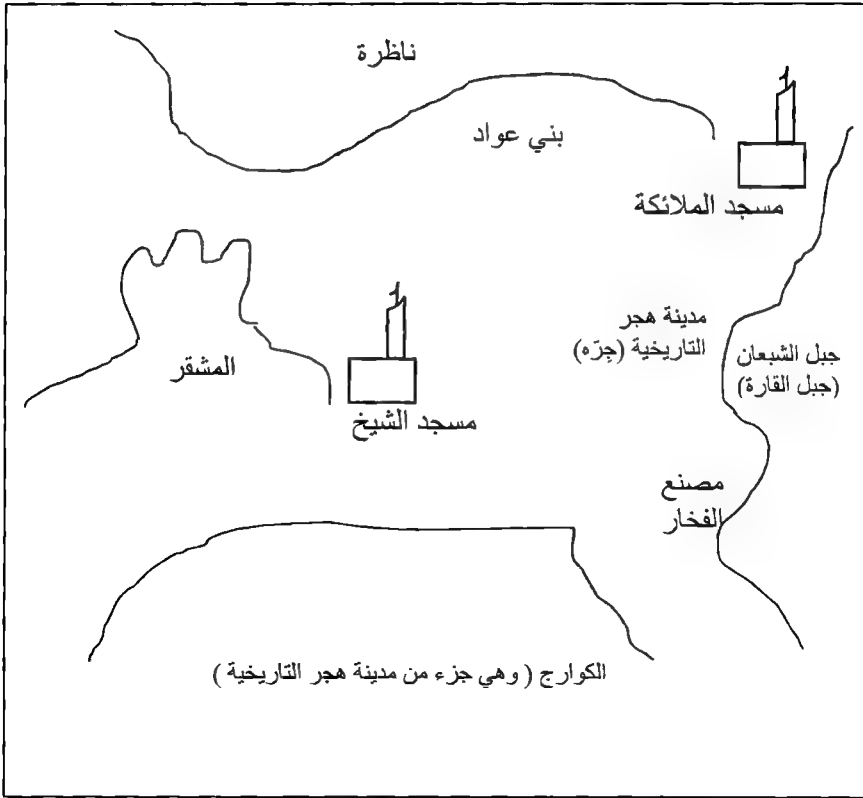 ناظرة
بني عواد
مسجد الملائكة
مدينة هجر
التاريخية (جِرّه)
جبل الشبعان
(جبل القارة)
المشقر
مسجد الشيخ
مصنع
الفخار
الكوارج ( وهي جزء من مدينة هجر التاريخية )